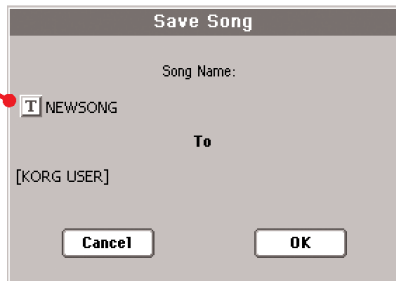 Save Song
Song Name:
T NEWSONG
To
[KORG USER]
Cancel OK